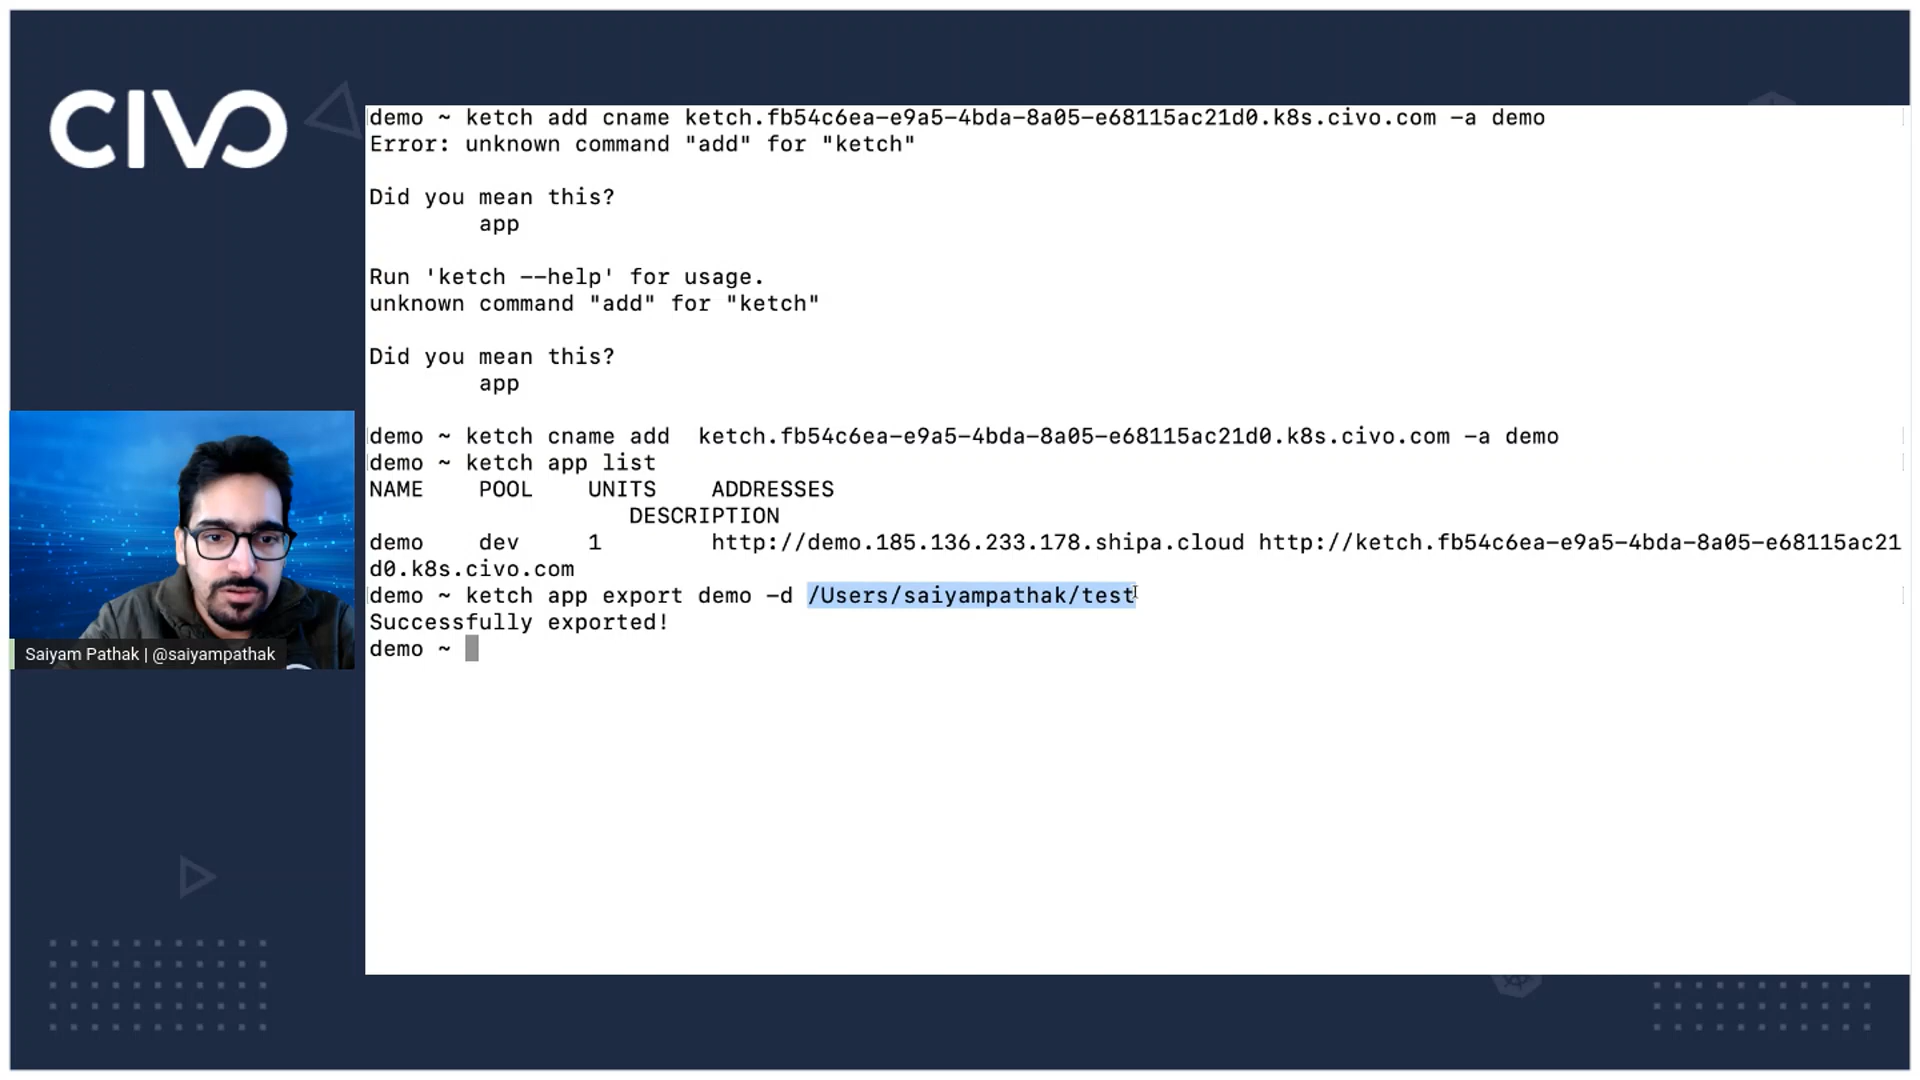 CIVO
demo ~ ketch add cname ketch.fb54c6ea-e9a5-4bda-8a05-e68115ac21d0.k8s.civo.com -a demo
Error: unknown command "add" for "ketch"
Did you mean this?
app
Run 'ketch --help' for usage.
unknown command "add" for "ketch"
Did you mean this?
app
demo ~ ketch cname add  ketch.fb54c6ea-e9a5-4bda-8a05-e68115ac21d0.k8s.civo.com -a demo
demo ~ ketch app list
NAME    POOL    UNITS    ADDRESSES
DESCRIPTION
demo    dev     1        http://demo.185.136.233.178.shipa.cloud http://ketch.fb54c6ea-e9a5-4bda-8a05-e68115ac21
d0.k8s.civo.com
demo ~ ketch app export demo -d /Users/saiyampathak/test
Successfully exported!
demo ~
Saiyam Pathak | @saiyampathak